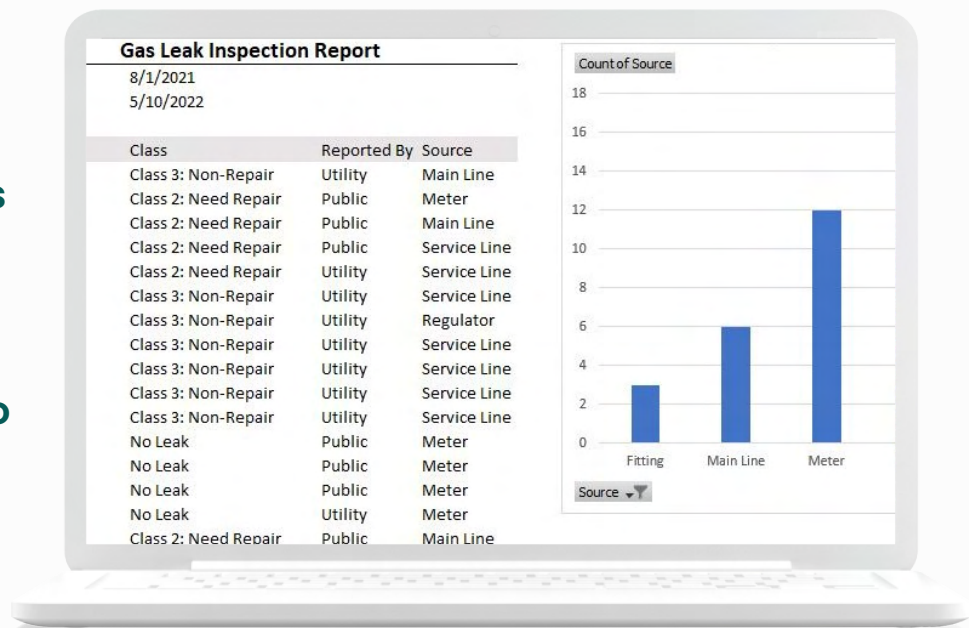 Gas Leak Inspection Report
8/1/2021
5/10/2022
Class Reported By Source
Class 3: Non-Repair Utility Main Line
Class 2: Need Repair Public Meter
Class 2: Need Repair Public Main Line
Class 2: Need Repair Public Service Line
Class 2: Need Repair Utility Service Line
Class 3: Non-Repair Utility Service Line
Class 3: Non-Repair Utility Regulator
Class 3: Non-Repair Utility Service Line
Class 3: Non-Repair Utility Service Line
Class 3: Non-Repair Utility Service Line
Class 3: Non-Repair Utility Service Line
No Leak Public Meter
No Leak Public Meter
No Leak Public Meter
No Leak Utility Meter
Class 2: Need Repair Public Main Line
Count of Source
18
16
14
12
10
8
6
4
2
0
Fitting Main Line Meter
Source